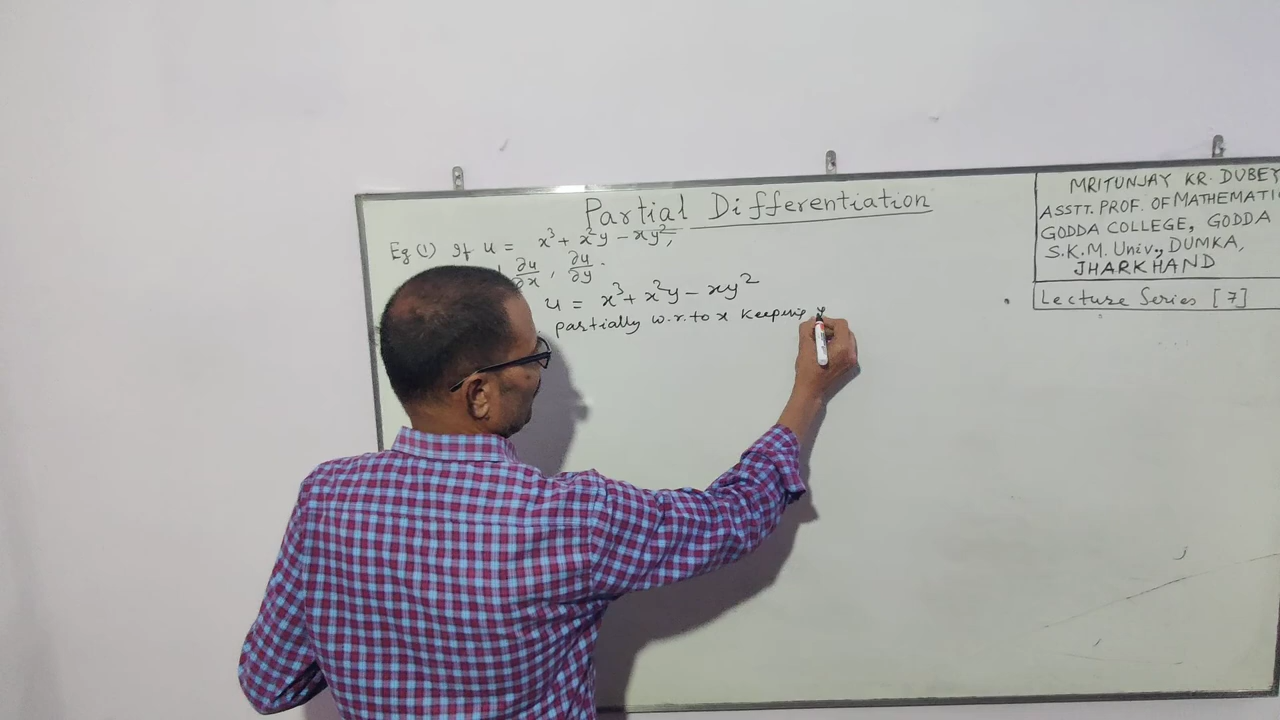 Partial Differentiation
Eg (1) If u = x³ + x²y − xy²,
∂u/∂x , ∂u/∂y .
u = x³ + x²y − xy²
partially w.r.to x keeping y
MRITUNJAY KR. DUBEY
ASSTT. PROF. OF MATHEMATI
GODDA COLLEGE, GODDA
S.K.M. Univ., DUMKA,
JHARKHAND
Lecture Series [7]